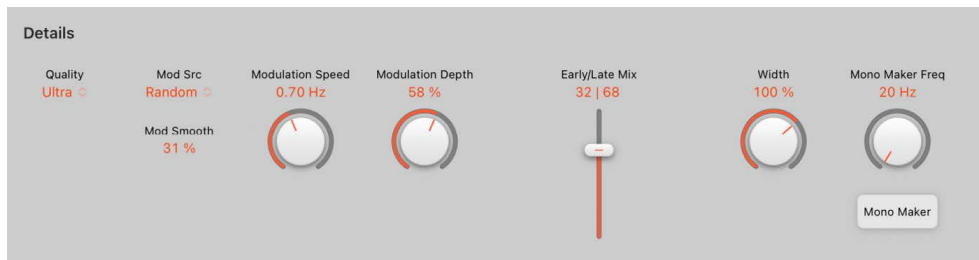 Details
Quality
Ultra
Mod Src
Random
Mod Smooth
31 %
Modulation Speed
0.70 Hz
Modulation Depth
58 %
Early/Late Mix
32 | 68
Width
100 %
Mono Maker Freq
20 Hz
Mono Maker